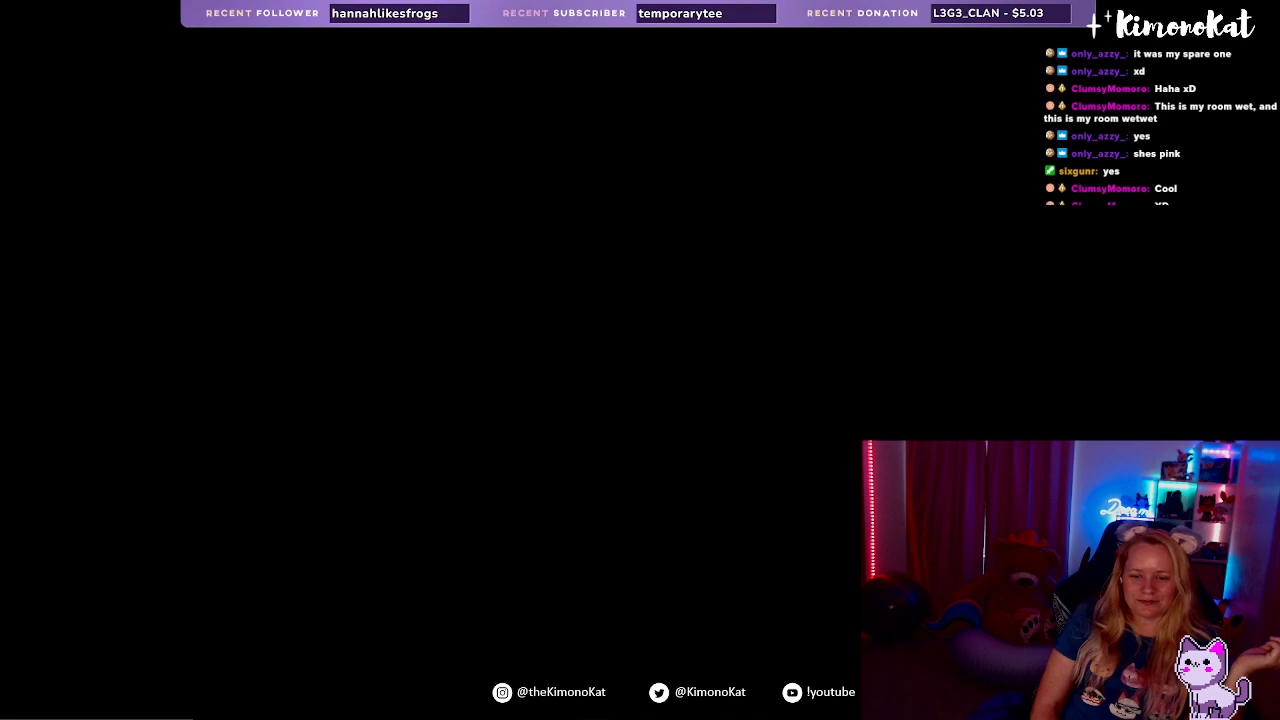 RECENT FOLLOWER hannahlikesfrogs RECENT SUBSCRIBER temporarytee RECENT DONATION L3G3_CLAN - $5.03
KimonoKat
only_azzy_: it was my spare one
only_azzy_: xd
ClumsyMomoro: Haha xD
ClumsyMomoro: This is my room wet, and
this is my room wetwet
only_azzy_: yes
only_azzy_: shes pink
sixgunr: yes
ClumsyMomoro: Cool
@theKimonoKat @KimonoKat !youtube